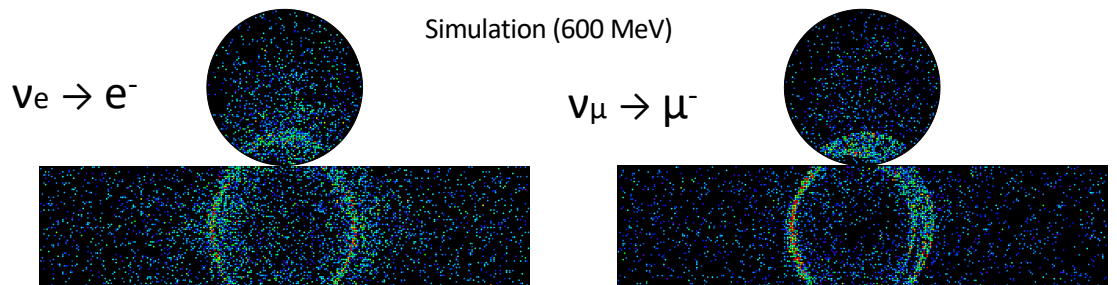 Simulation (600 MeV)
νe → e⁻
νμ → μ⁻